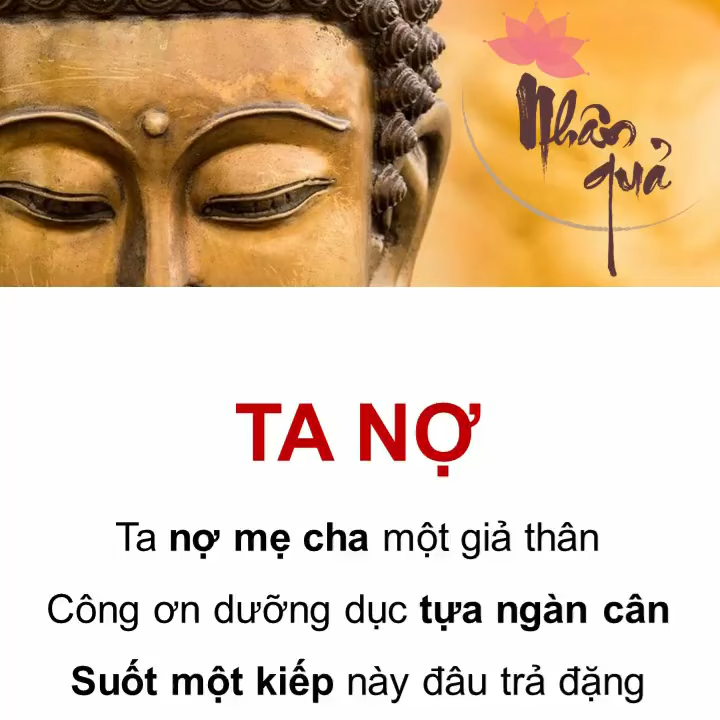 Nhân
quả
TA NỢ
Ta nợ mẹ cha một giả thân
Công ơn dưỡng dục tựa ngàn cân
Suốt một kiếp này đâu trả đặng